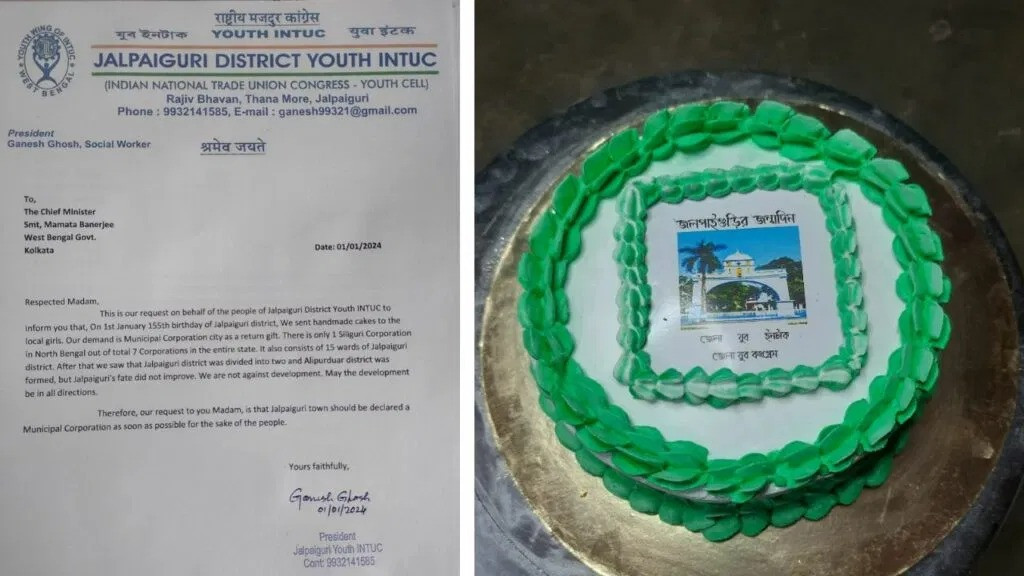 YOUTH WING OF INTUC
WEST BENGAL
राष्ट्रीय मजदुर कांग्रेस
যুব ইনটাক YOUTH INTUC युवा इंटक
JALPAIGURI DISTRICT YOUTH INTUC
(INDIAN NATIONAL TRADE UNION CONGRESS - YOUTH CELL)
Rajiv Bhavan, Thana More, Jalpaiguri
Phone : 9932141585, E-mail : ganesh99321@gmail.com
President
Ganesh Ghosh, Social Worker
श्रमेव जयते
To,
The Chief Minister
Smt, Mamata Banerjee
West Bengal Govt.
Kolkata
Date: 01/01/2024
Respected Madam,
This is our request on behalf of the people of Jalpaiguri District Youth INTUC to
inform you that, On 1st January 155th birthday of Jalpaiguri district, We sent handmade cakes to the
local girls. Our demand is Municipal Corporation city as a return gift. There is only 1 Siliguri Corporation
in North Bengal out of total 7 Corporations in the entire state. It also consists of 15 wards of Jalpaiguri
district. After that we saw that Jalpaiguri district was divided into two and Alipurduar district was
formed, but Jalpaiguri's fate did not improve. We are not against development. May the development
be in all directions.
Therefore, our request to you Madam, is that Jalpaiguri town should be declared a
Municipal Corporation as soon as possible for the sake of the people.
Yours faithfully,
Ganesh Ghosh
01/01/2024
President
Jalpaiguri Youth INTUC
Cont: 9932141585
জলপাইগুড়ির জন্মদিন
জেলা যুব ইনটাক
জেলা যুব কংগ্রেস